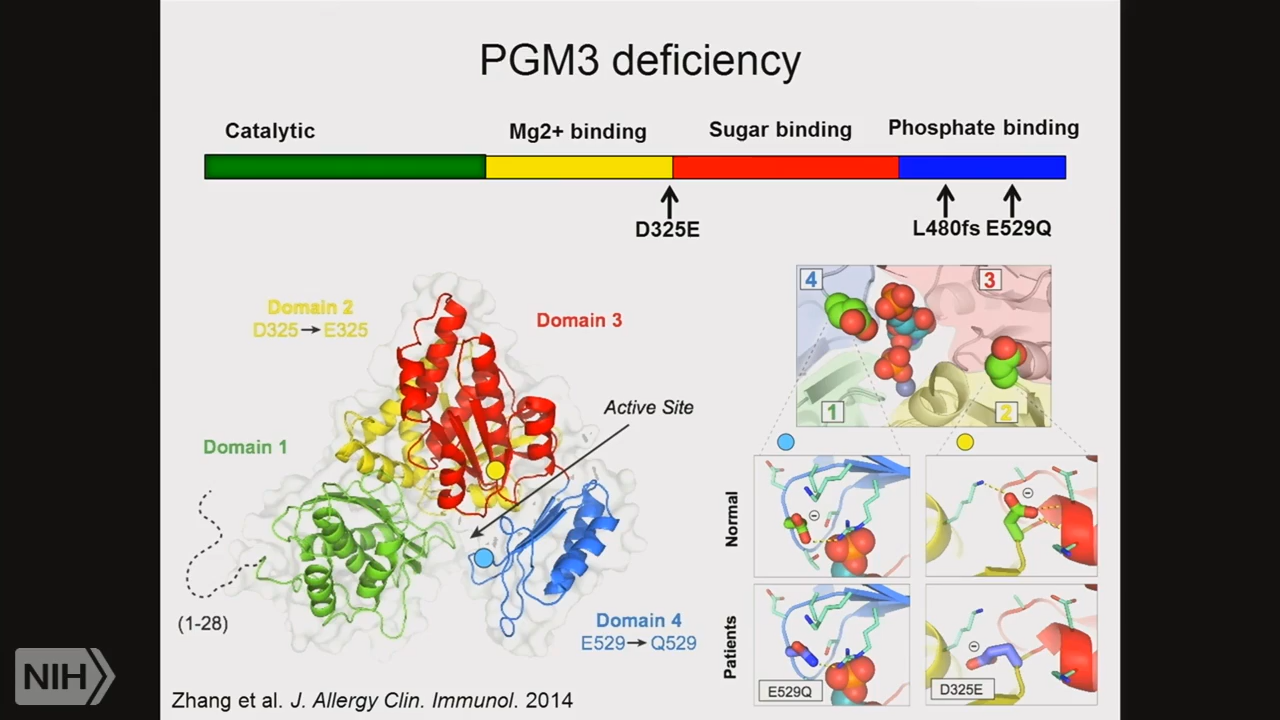 PGM3 deficiency
Catalytic
Mg2+ binding
Sugar binding
Phosphate binding
D325E
L480fs E529Q
Domain 2
D325→E325
Domain 3
Active Site
Domain 1
(1-28)
Domain 4
E529→Q529
4
3
1
2
Normal
Patients
E529Q
D325E
NIH
Zhang et al. J. Allergy Clin. Immunol. 2014